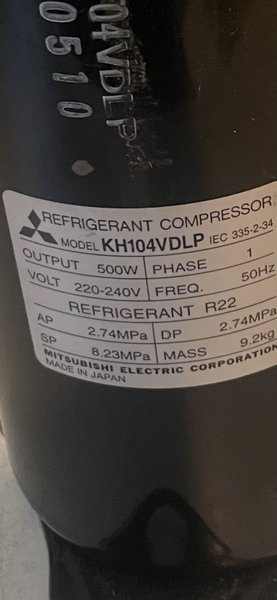 04VDLP
0510
REFRIGERANT COMPRESSOR
MODEL KH104VDLP IEC 335-2-34
OUTPUT 500W PHASE 1
VOLT 220-240V FREQ. 50Hz
REFRIGERANT R22
AP 2.74MPa DP 2.74MPa
SP 8.23MPa MASS 9.2kg
MITSUBISHI ELECTRIC CORPORATION
MADE IN JAPAN